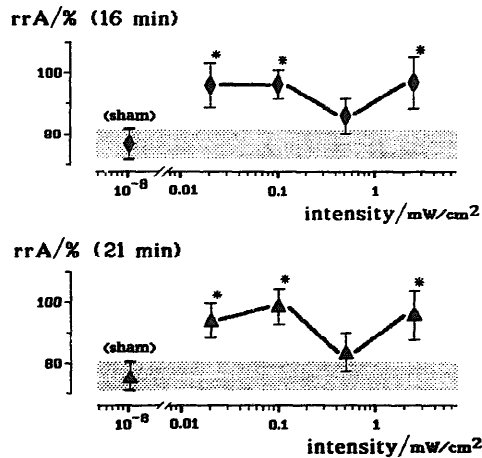 rrA/% (16 min)
* * *
100
(sham)
80
10⁻⁸ 0.01 0.1 1
intensity/mW/cm²
rrA/% (21 min)
* * *
100
(sham)
80
10⁻⁸ 0.01 0.1 1
intensity/mW/cm²